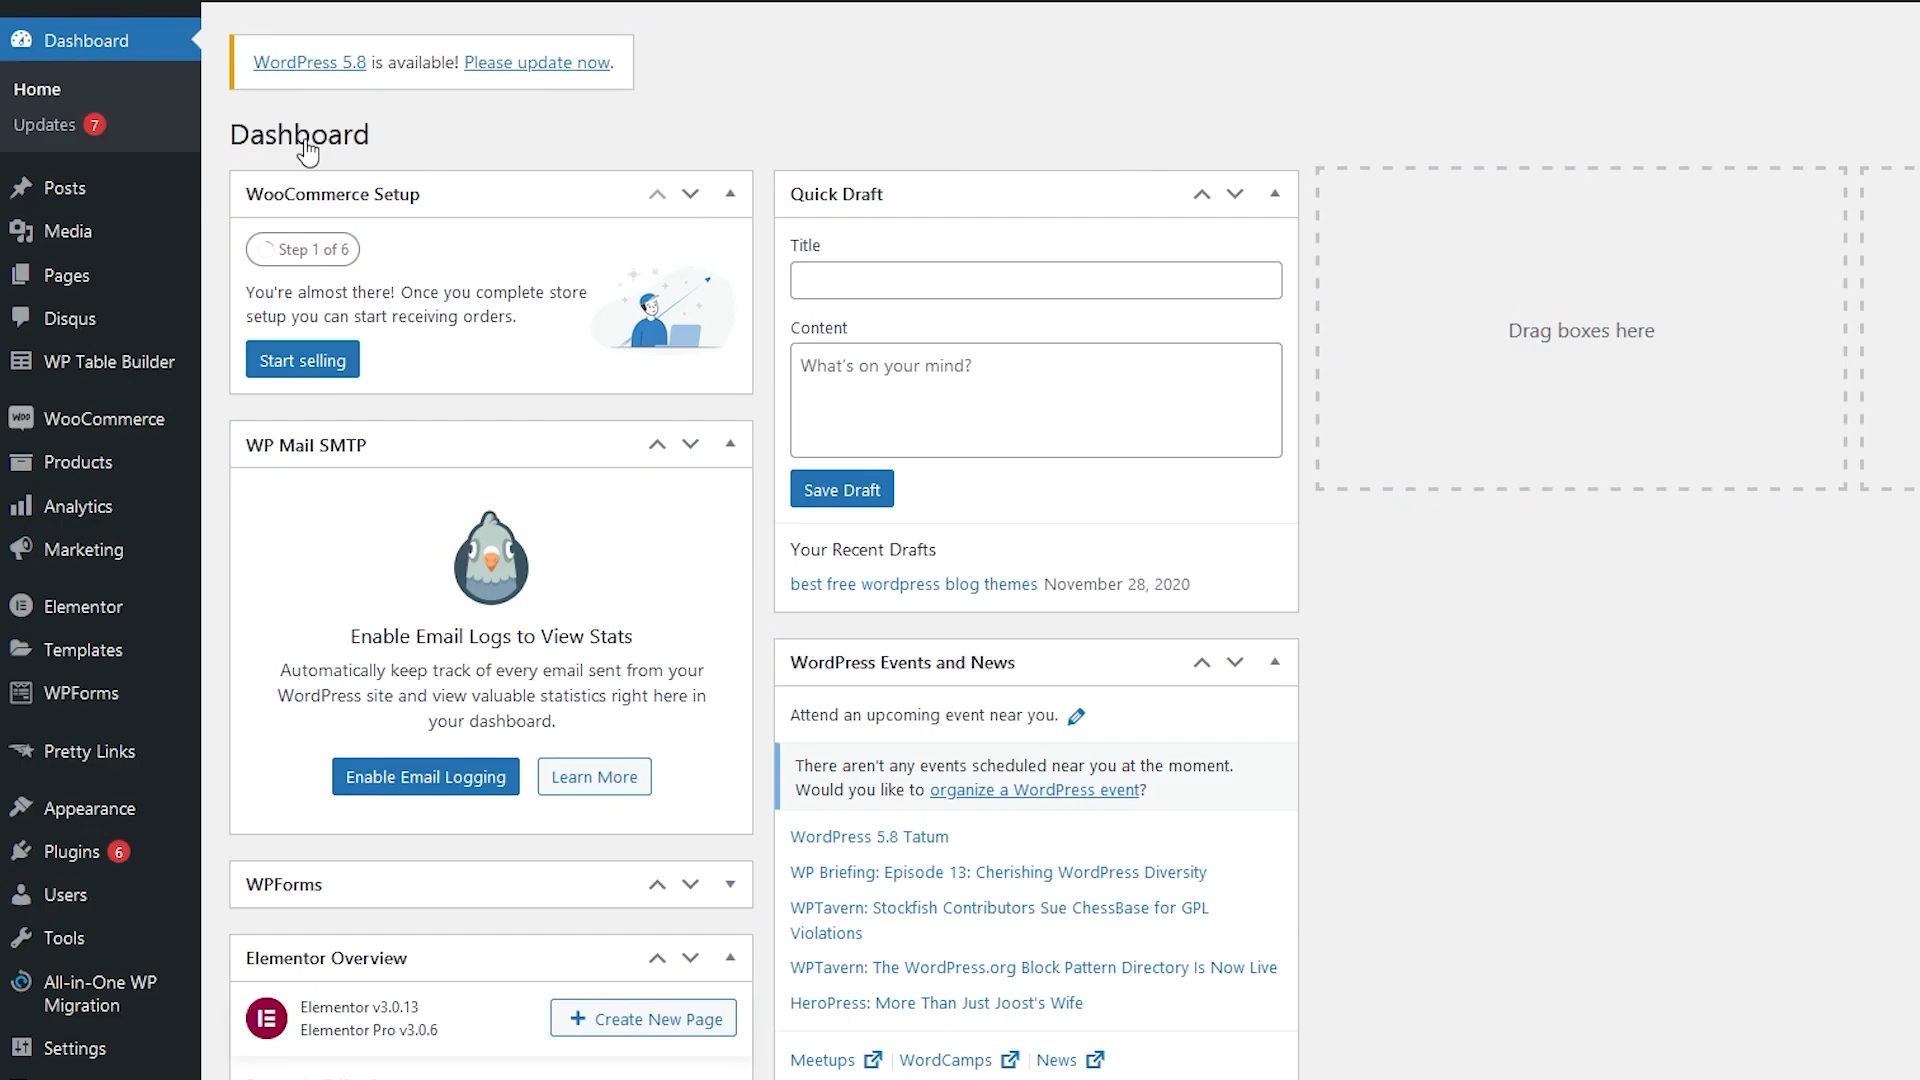 Dashboard
Home
Updates 7
Posts
Media
Pages
Disqus
WP Table Builder
WooCommerce
Products
Analytics
Marketing
Elementor
Templates
WPForms
Pretty Links
Appearance
Plugins 6
Users
Tools
All-in-One WP
Migration
Settings
WordPress 5.8 is available! Please update now.
Dashboard
WooCommerce Setup
Step 1 of 6
You're almost there! Once you complete store
setup you can start receiving orders.
Start selling
WP Mail SMTP
Enable Email Logs to View Stats
Automatically keep track of every email sent from your
WordPress site and view valuable statistics right here in
your dashboard.
Enable Email Logging Learn More
WPForms
Elementor Overview
Elementor v3.0.13
Elementor Pro v3.0.6
+ Create New Page
Quick Draft
Title
Content
What's on your mind?
Save Draft
Your Recent Drafts
best free wordpress blog themes November 28, 2020
WordPress Events and News
Attend an upcoming event near you.
There aren't any events scheduled near you at the moment.
Would you like to organize a WordPress event?
WordPress 5.8 Tatum
WP Briefing: Episode 13: Cherishing WordPress Diversity
WPTavern: Stockfish Contributors Sue ChessBase for GPL
Violations
WPTavern: The WordPress.org Block Pattern Directory Is Now Live
HeroPress: More Than Just Joost's Wife
Meetups | WordCamps | News
Drag boxes here